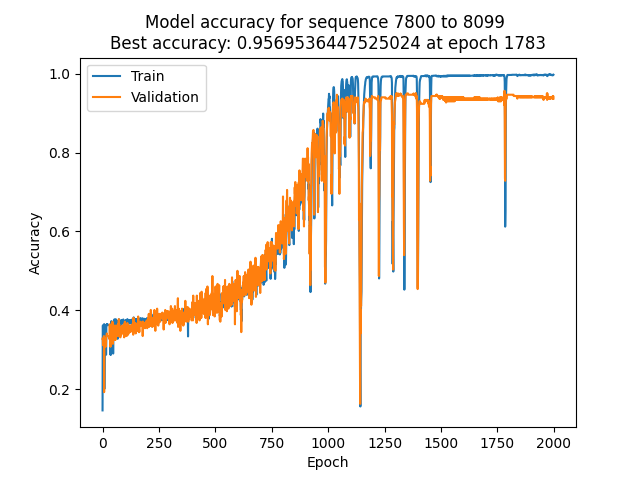 Model accuracy for sequence 7800 to 8099
Best accuracy: 0.9569536447525024 at epoch 1783
Train
Validation
1.0
0.8
0.6
0.4
0.2
Accuracy
0 250 500 750 1000 1250 1500 1750 2000
Epoch